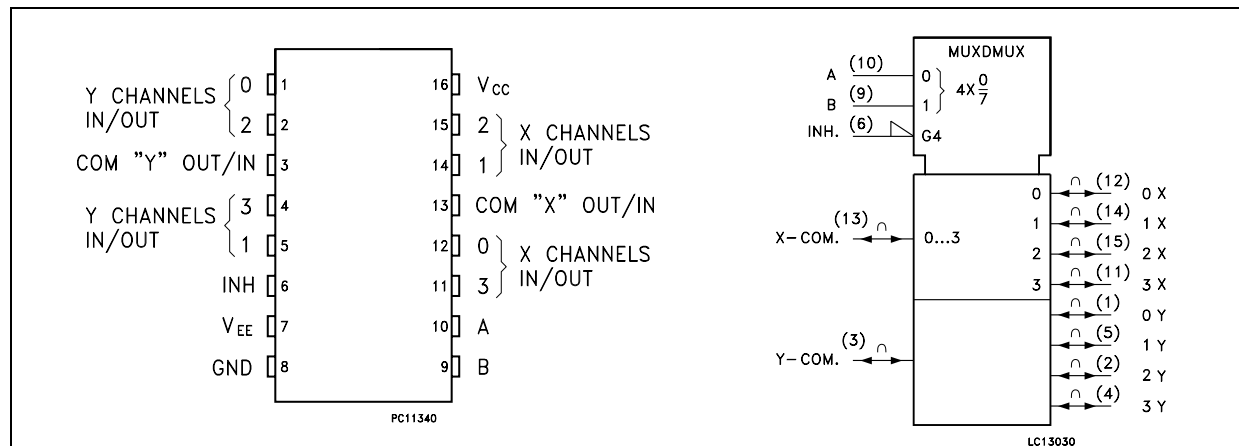 Y CHANNELS IN/OUT
0 1
2 2
COM "Y" OUT/IN 3
Y CHANNELS IN/OUT
3 4
1 5
INH 6
VEE 7
GND 8
16 VCC
15 2
14 1
X CHANNELS IN/OUT
13 COM "X" OUT/IN
12 0
11 3
X CHANNELS IN/OUT
10 A
9 B
PC11340
MUXDMUX
A (10) 0
B (9) 1
4X 0/7
INH. (6) G4
X-COM. (13) ∩ 0...3
0 ∩ (12) 0 X
1 ∩ (14) 1 X
2 ∩ (15) 2 X
3 ∩ (11) 3 X
∩ (1) 0 Y
∩ (5) 1 Y
Y-COM. (3) ∩
∩ (2) 2 Y
∩ (4) 3 Y
LC13030